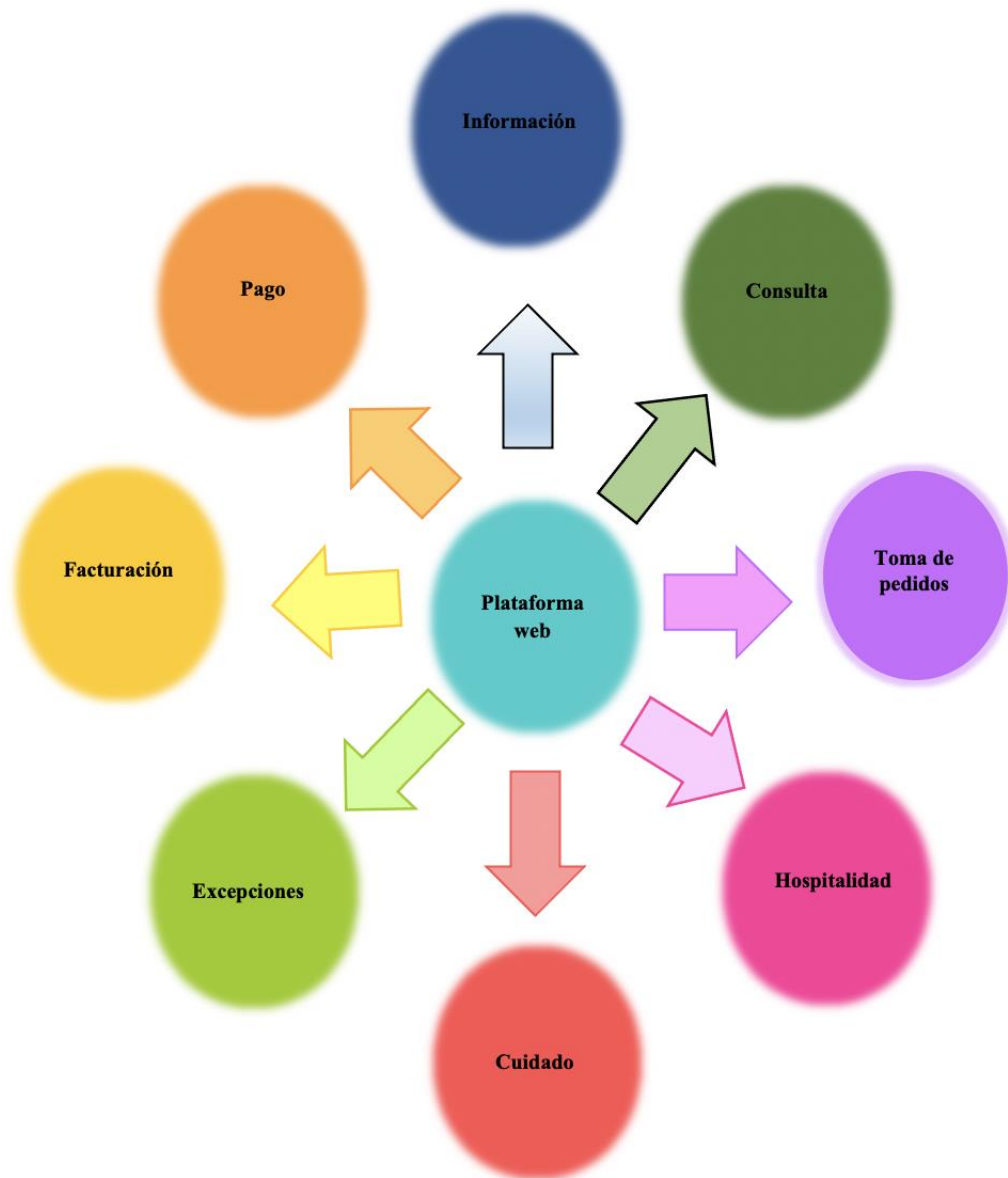 Información
Pago
Consulta
Facturación
Toma de
pedidos
Plataforma
web
Excepciones
Hospitalidad
Cuidado